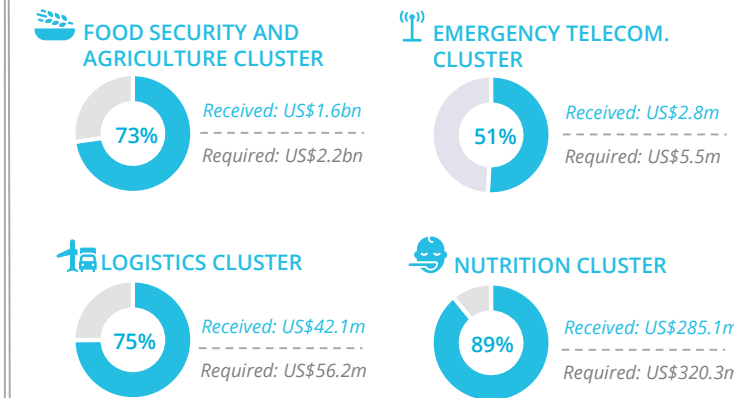 FOOD SECURITY AND
AGRICULTURE CLUSTER
73%
Received: US$1.6bn
Required: US$2.2bn
EMERGENCY TELECOM.
CLUSTER
51%
Received: US$2.8m
Required: US$5.5m
LOGISTICS CLUSTER
75%
Received: US$42.1m
Required: US$56.2m
NUTRITION CLUSTER
89%
Received: US$285.1m
Required: US$320.3m